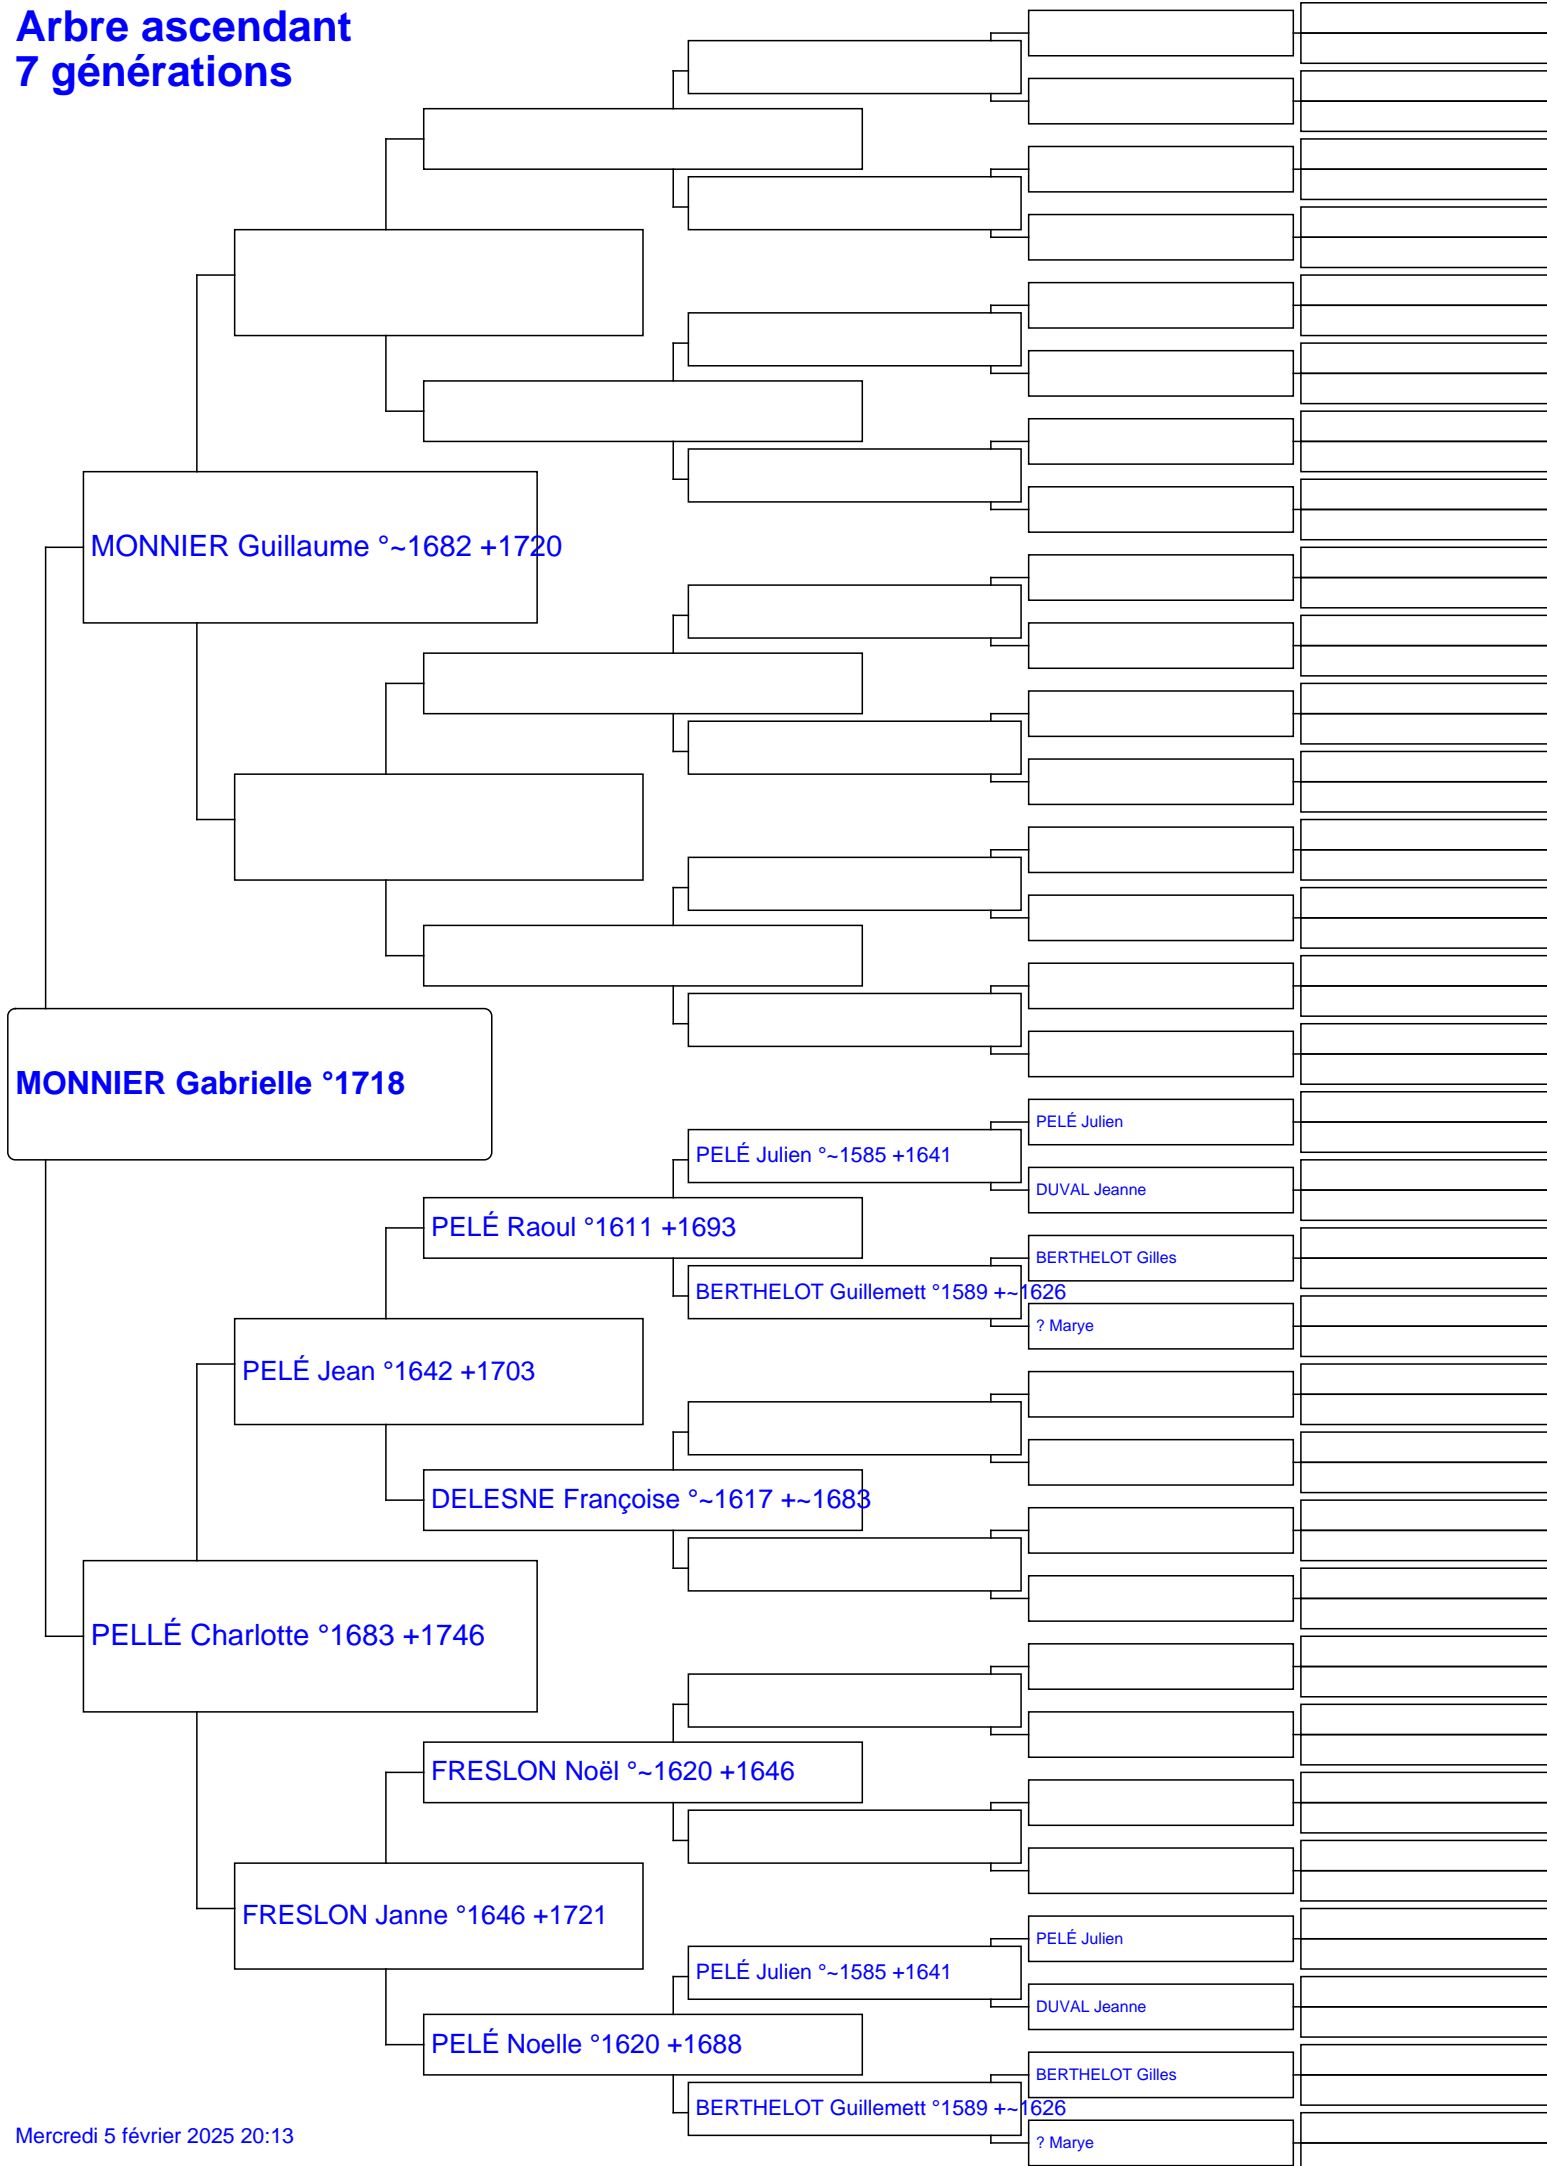 Arbre ascendant
7 générations
MONNIER Guillaume °~1682 +1720
MONNIER Gabrielle °1718
PELÉ Julien
PELÉ Julien °~1585 +1641
DUVAL Jeanne
PELÉ Raoul °1611 +1693
BERTHELOT Gilles
BERTHELOT Guillemett °1589 +~1626
? Marye
PELÉ Jean °1642 +1703
DELESNE Françoise °~1617 +~1683
PELLÉ Charlotte °1683 +1746
FRESLON Noël °~1620 +1646
FRESLON Janne °1646 +1721
PELÉ Julien
PELÉ Julien °~1585 +1641
DUVAL Jeanne
PELÉ Noelle °1620 +1688
BERTHELOT Gilles
BERTHELOT Guillemett °1589 +~1626
? Marye
Mercredi 5 février 2025 20:13